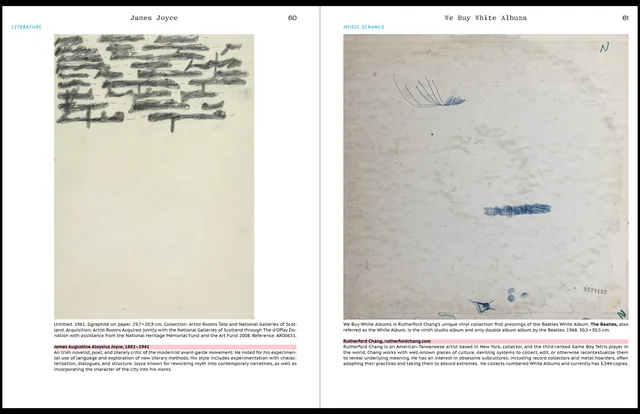 James Joyce
60
LITERATURE
Untitled. 1961. Ggraphite on paper. 29,7×20,9 cm. Collection: Artist Rooms Tate and National Galleries of Scot-
land. Acquisition: Artist Rooms Acquired jointly with the National Galleries of Scotland through The d'Offay Do-
nation with assistance from the National Heritage Memorial Fund and the Art Fund 2008. Reference: AR00631.
James Augustine Aloysius Joyce, 1882–1941
An Irish novelist, poet, and literary critic of the modernist avant-garde movement. He noted for his experimen-
tal use of language and exploration of new literary methods. His style includes experimentation with charac-
terization, dialogues, and structure. Joyce known for reworking myth into contemporary narratives, as well as
incorporating the character of the city into his works.
We Buy White Albums
61
MUSIC, SCRAWLS
N
9579182
N
We Buy White Albums is Rutherford Chang's unique vinyl collection first pressings of the Beatles White Album. The Beatles, also
referred as the White Album, is the ninth studio album and only double album album by the Beatles. 1968. 30,5×30,5 cm.
Rutherford Chang, rutherfordchang.com
Rutherford Chang is an American-Taiwanese artist based in New York, collector, and the third-ranked Game Boy Tetris player in
the world. Chang works with well-known pieces of culture, devising systems to collect, edit, or otherwise recontextualize them
to reveal underlying meaning. He has an interest in obsessive subcultures, including record collectors and metal hoarders, often
adopting their practices and taking them to absurd extremes. He collects numbered White Albums and currently has 3,344 copies.